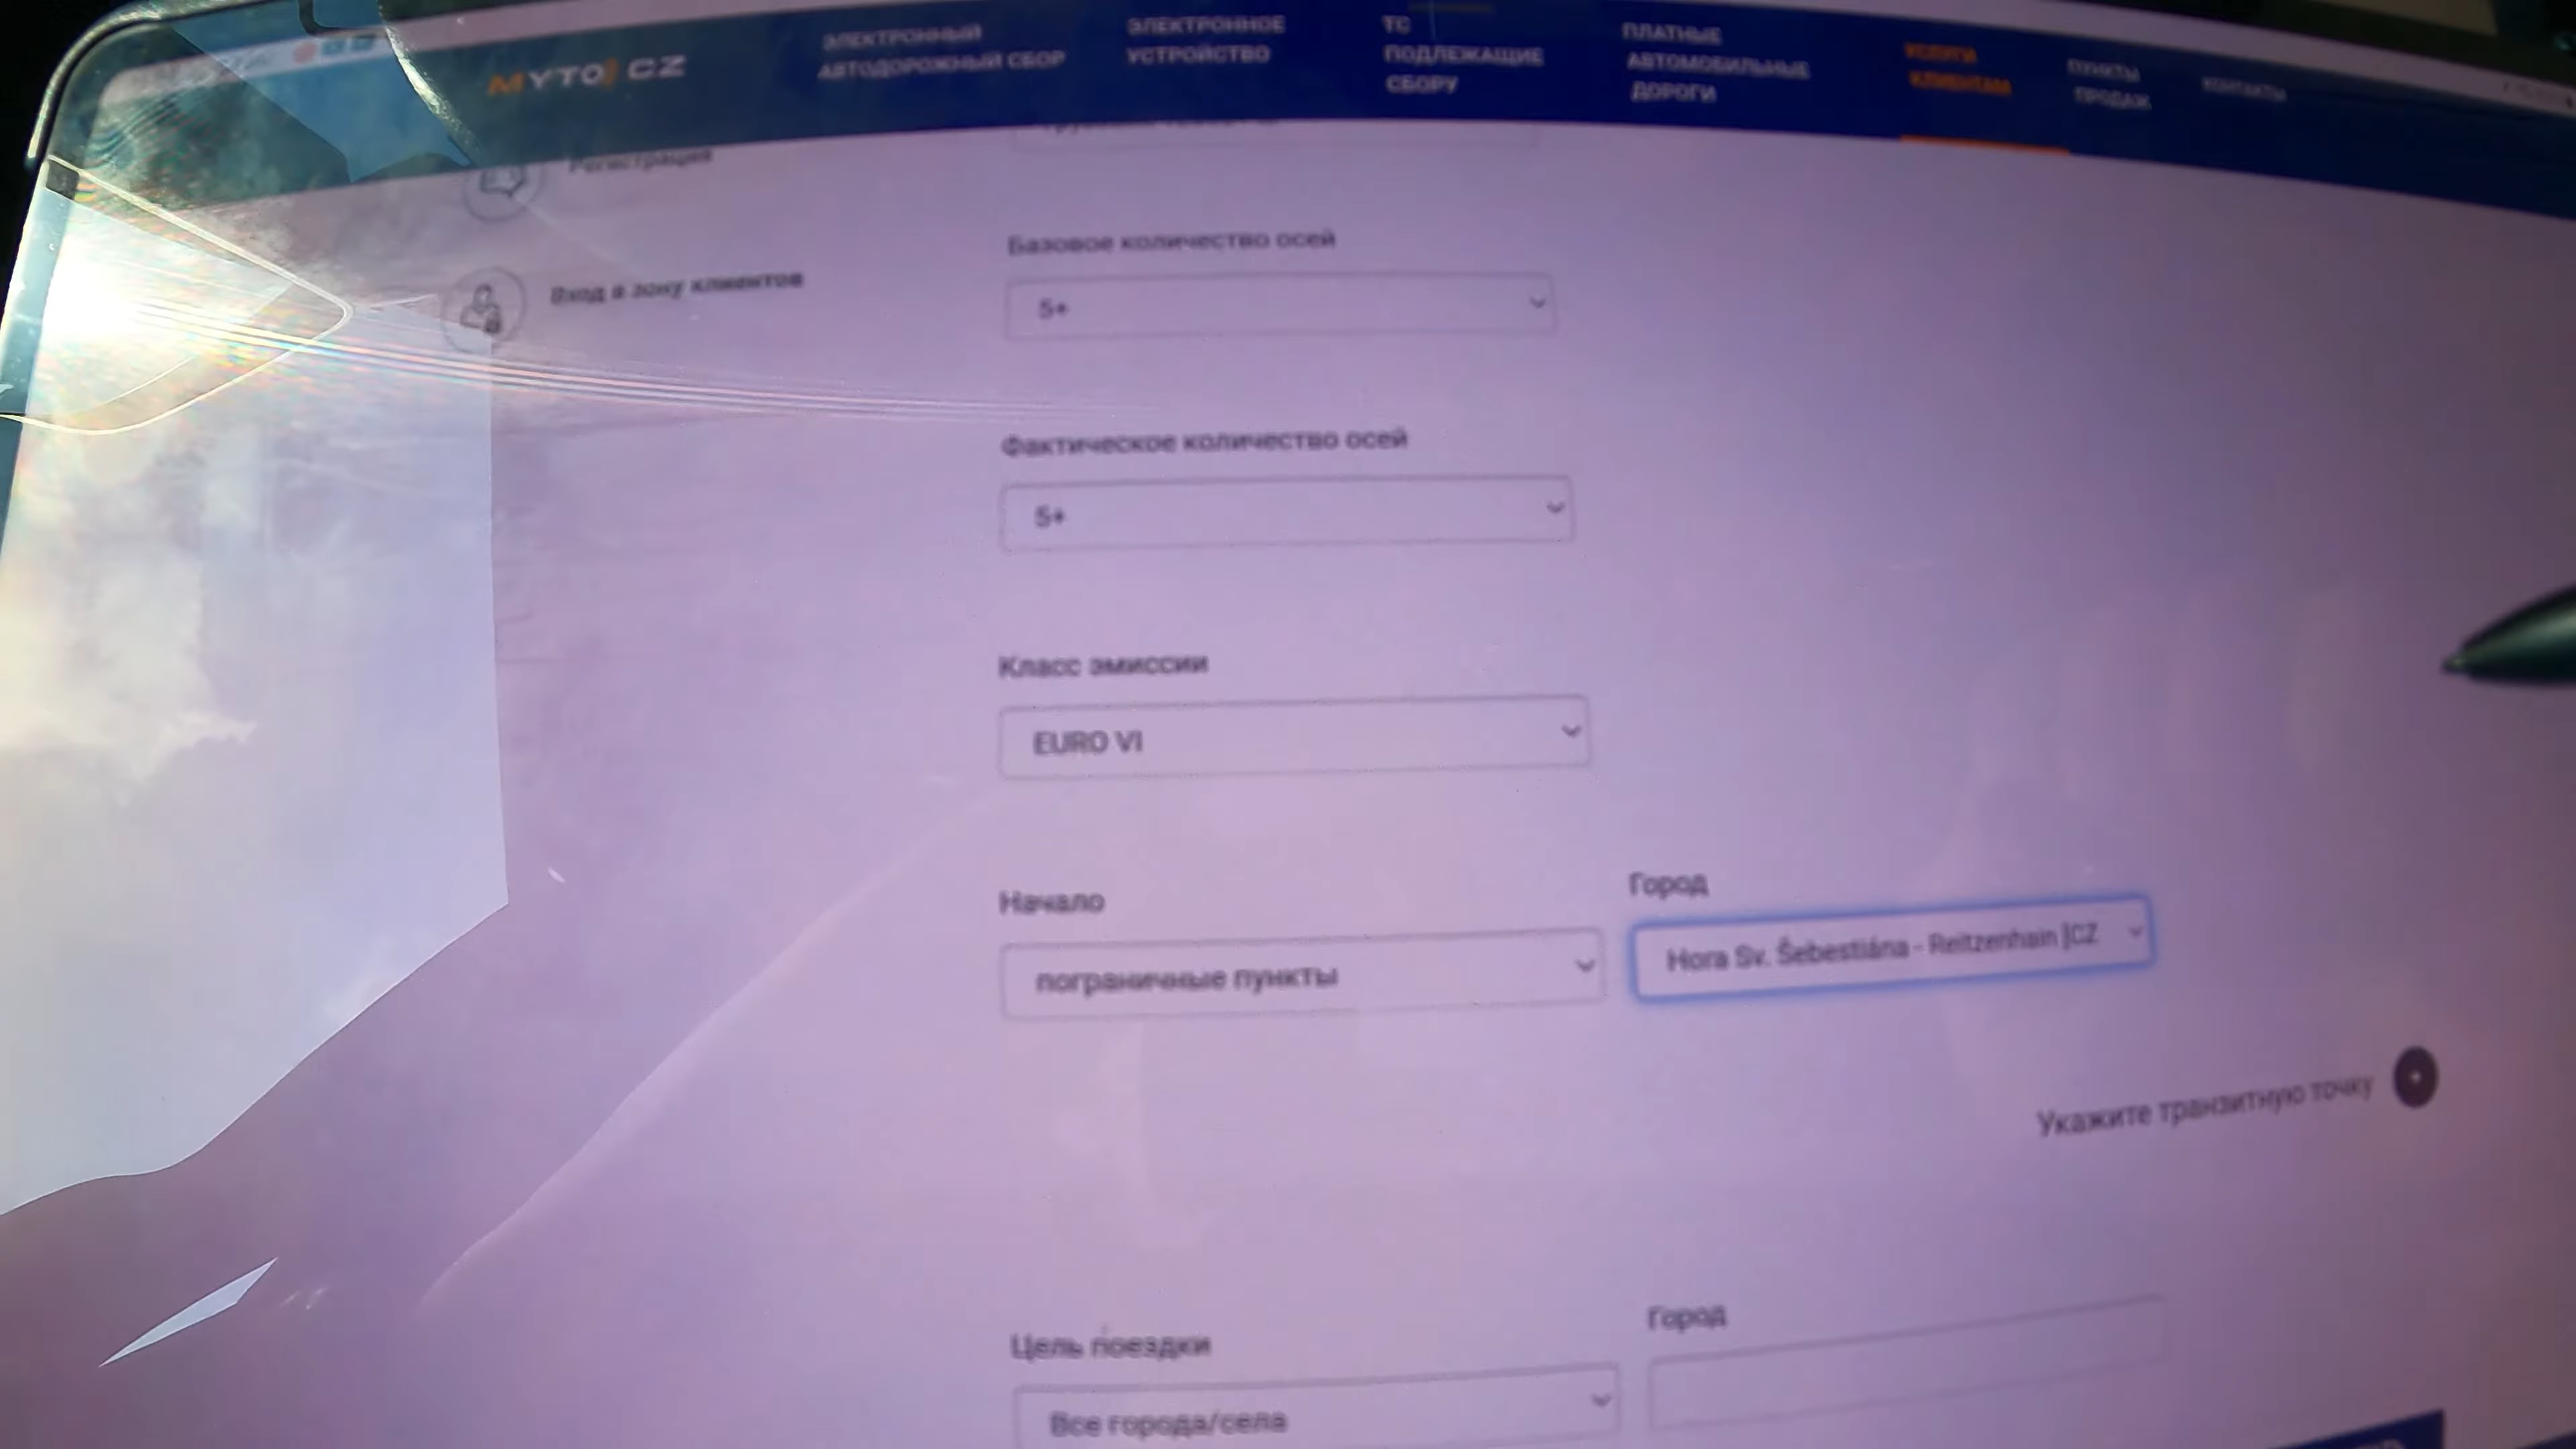 MYTO CZ
ЭЛЕКТРОННЫЙ
АВТОДОРОЖНЫЙ СБОР
ЭЛЕКТРОННОЕ
УСТРОЙСТВО
ТС
ПОДЛЕЖАЩИЕ
СБОРУ
ПЛАТНЫЕ
АВТОМОБИЛЬНЫЕ
ДОРОГИ
УСЛУГИ
КЛИЕНТАМ
ПУНКТЫ
ПРОДАЖ
КОНТАКТЫ
Регистрация
Вход в зону клиентов
Базовое количество осей
5+
Фактическое количество осей
5+
Класс эмиссии
EURO VI
Начало
Город
пограничные пункты
Hora Sv. Šebestiána - Reitzenhain ]CZ
Укажите транзитную точку
Цель поездки
Город
Все города/села